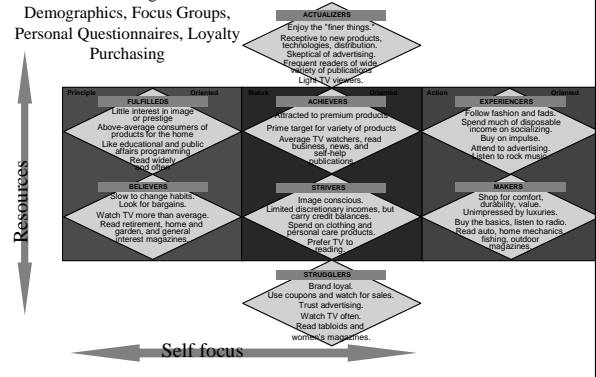 Demographics, Focus Groups,
Personal Questionnaires, Loyalty
Purchasing
ACTUALIZERS
Enjoy the "finer things."
Receptive to new products,
technologies, distribution.
Skeptical of advertising.
Frequent readers of wide
variety of publications
Light TV viewers.
Principle Oriented
Status Oriented
Action Oriented
FULFILLEDS
Little interest in image
or prestige
Above-average consumers of
products for the home
Like educational and public
affairs programming
Read widely
and often
ACHIEVERS
Attracted to premium products
Prime target for variety of products
Average TV watchers, read
business, news, and
self-help
publications
EXPERIENCERS
Follow fashion and fads.
Spend much of disposable
income on socializing.
Buy on impulse.
Attend to advertising.
Listen to rock music.
BELIEVERS
Slow to change habits.
Look for bargains.
Watch TV more than average.
Read retirement, home and
garden, and general
interest magazines.
STRIVERS
Image conscious.
Limited discretionary incomes, but
carry credit balances.
Spend on clothing and
personal care products.
Prefer TV to
reading.
MAKERS
Shop for comfort,
durability, value.
Unimpressed by luxuries.
Buy the basics, listen to radio.
Read auto, home mechanics,
fishing, outdoor
magazines.
STRUGGLERS
Brand loyal.
Use coupons and watch for sales.
Trust advertising.
Watch TV often.
Read tabloids and
women's magazines.
Resources
Self focus